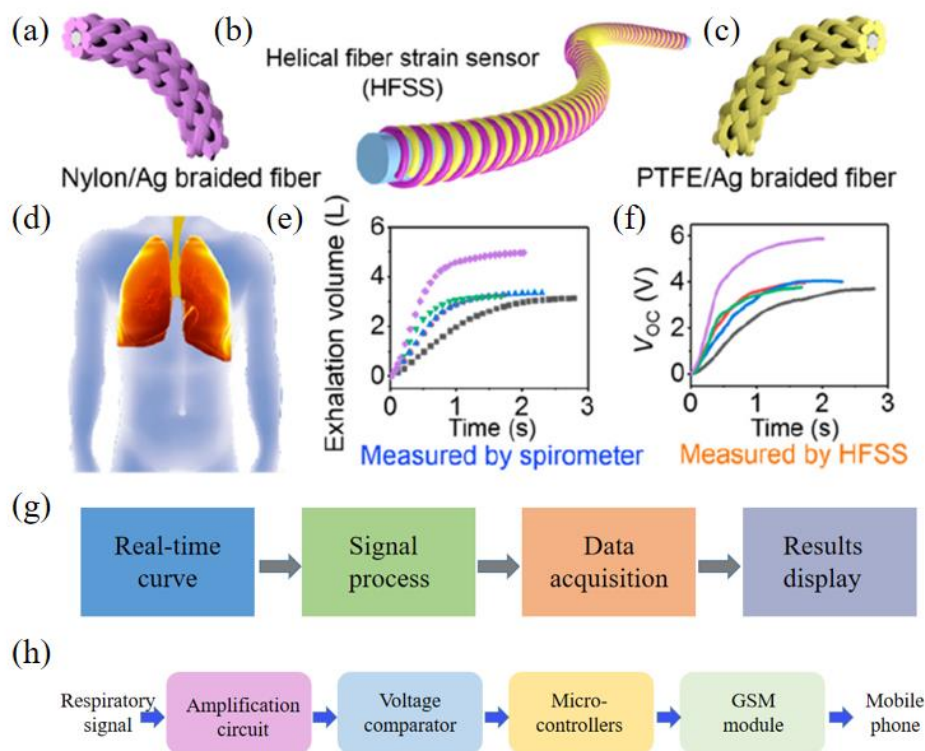 (a)
(b)
(c)
Helical fiber strain sensor
(HFSS)
Nylon/Ag braided fiber
PTFE/Ag braided fiber
(d)
(e)
(f)
Exhalation volume (L)
6
4
2
0
0 1 2 3
Time (s)
Measured by spirometer
V_OC (V)
6
4
2
0
0 1 2 3
Time (s)
Measured by HFSS
(g)
Real-time
curve
Signal
process
Data
acquisition
Results
display
(h)
Respiratory
signal
Amplification
circuit
Voltage
comparator
Micro-
controllers
GSM
module
Mobile
phone